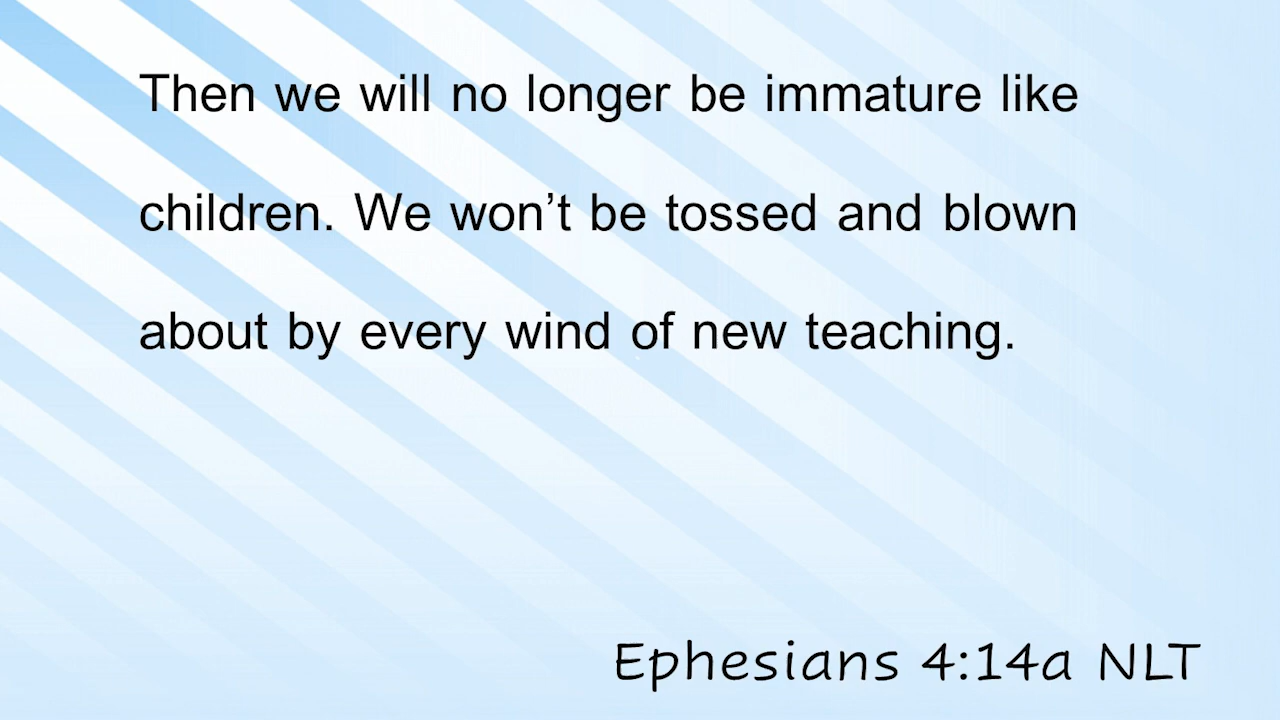 Then we will no longer be immature like
children. We won’t be tossed and blown
about by every wind of new teaching.
Ephesians 4:14a NLT